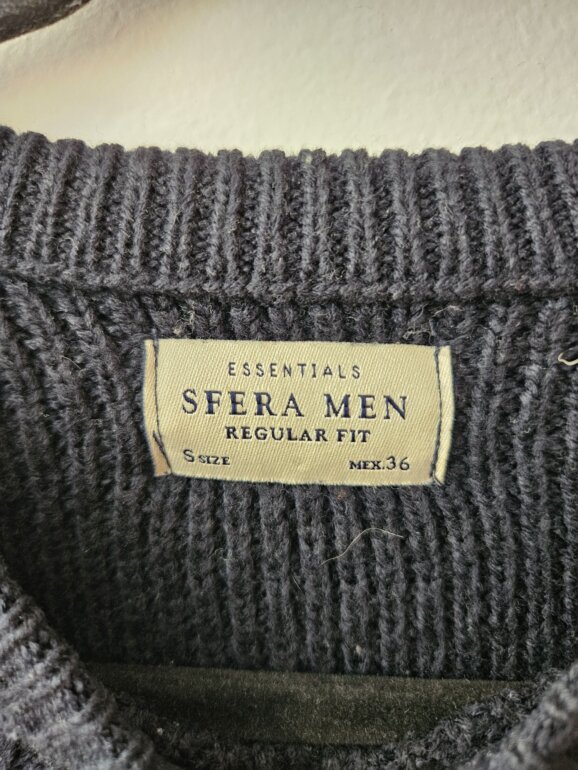 ESSENTIALS
SFERA MEN
REGULAR FIT
S SIZE MEX.36